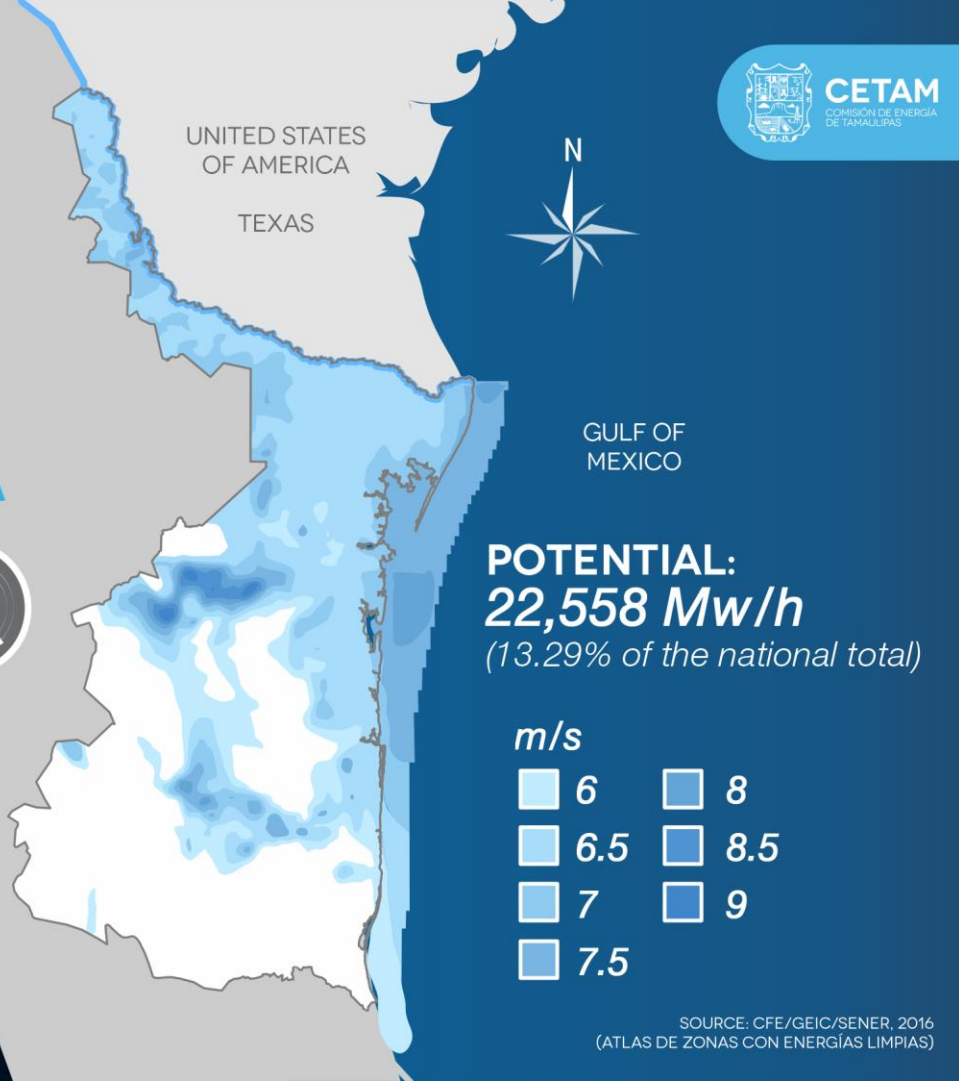 CETAM
COMISIÓN DE ENERGÍA
DE TAMAULIPAS
UNITED STATES
OF AMERICA
TEXAS
N
GULF OF
MEXICO
POTENTIAL:
22,558 Mw/h
(13.29% of the national total)
m/s
6
8
6.5
8.5
7
9
7.5
SOURCE: CFE/GEIC/SENER, 2016
(ATLAS DE ZONAS CON ENERGÍAS LIMPIAS)